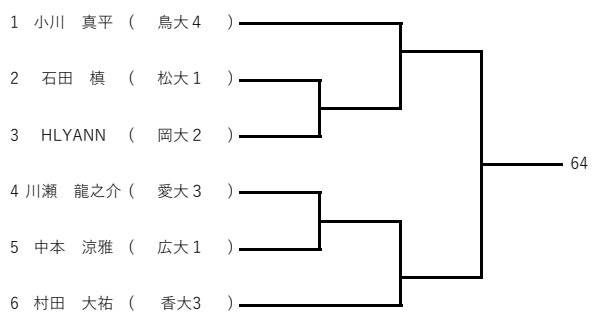 1 小川 真平 ( 鳥大４ )
2 石田 槙 ( 松大１ )
3 HLYANN ( 岡大２ )
64
4 川瀬 龍之介 ( 愛大３ )
5 中本 涼雅 ( 広大１ )
6 村田 大祐 ( 香大3 )